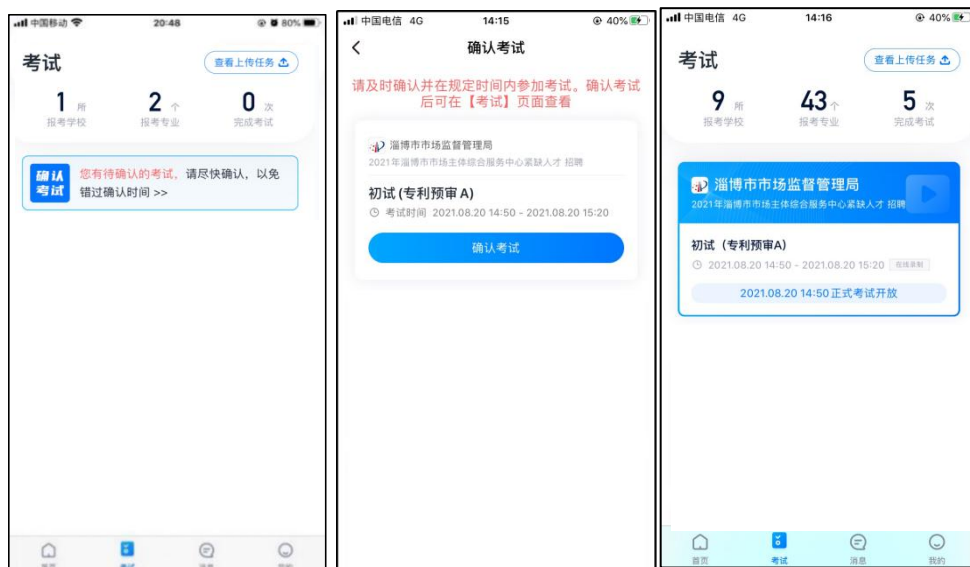 中国移动
20:48
80%
考试
查看上传任务
1 所
2 个
0 次
报考学校
报考专业
完成考试
确认
考试
您有待确认的考试，请尽快确认，以免
错过确认时间 >>
中国电信 4G
14:15
40%
确认考试
请及时确认并在规定时间内参加考试。确认考试
后可在【考试】页面查看
淄博市市场监督管理局
2021年淄博市市场主体综合服务中心紧缺人才 招聘
初试 (专利预审 A)
考试时间 2021.08.20 14:50 - 2021.08.20 15:20
确认考试
中国电信 4G
14:16
40%
考试
查看上传任务
9 所
43 个
5 次
报考学校
报考专业
完成考试
淄博市市场监督管理局
2021年淄博市市场主体综合服务中心紧缺人才 招聘
初试（专利预审A）
2021.08.20 14:50 - 2021.08.20 15:20
在线录制
2021.08.20 14:50 正式考试开放
首页
考试
消息
我的